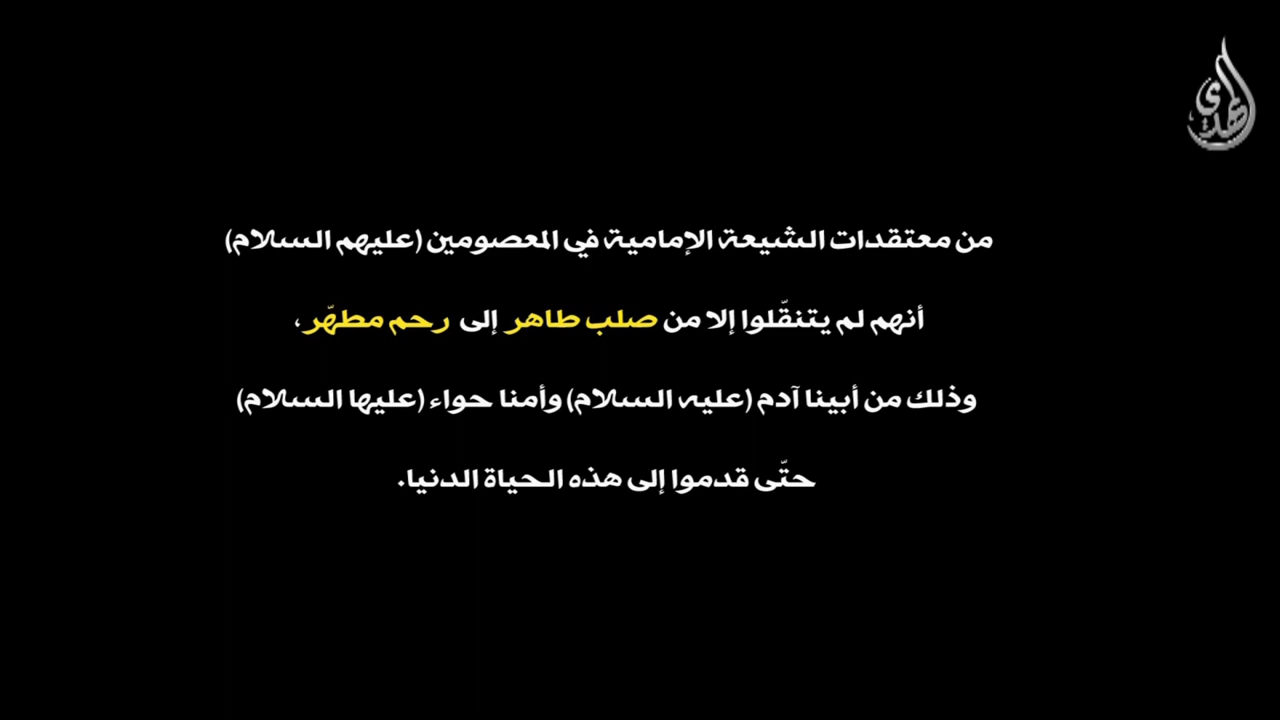 المهدي
من معتقدات الشيعة الإمامية في المعصومين (عليهم السلام)
أنهم لم يتنقّلوا إلا من صلب طاهر إلى رحم مطهّر،
وذلك من أبينا آدم (عليه السلام) وأمنا حواء (عليها السلام)
حتّى قدموا إلى هذه الحياة الدنيا.